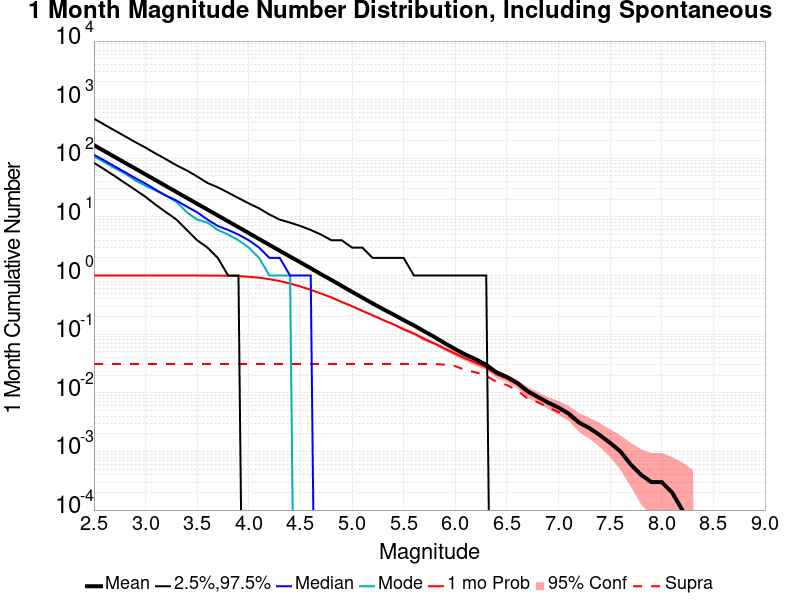 1 Month Magnitude Number Distribution, Including Spontaneous
1 Month Cumulative Number
10^4
10^3
10^2
10^1
10^0
10^-1
10^-2
10^-3
10^-4
2.5 3.0 3.5 4.0 4.5 5.0 5.5 6.0 6.5 7.0 7.5 8.0 8.5 9.0
Magnitude
Mean 2.5%,97.5% Median Mode 1 mo Prob 95% Conf Supra